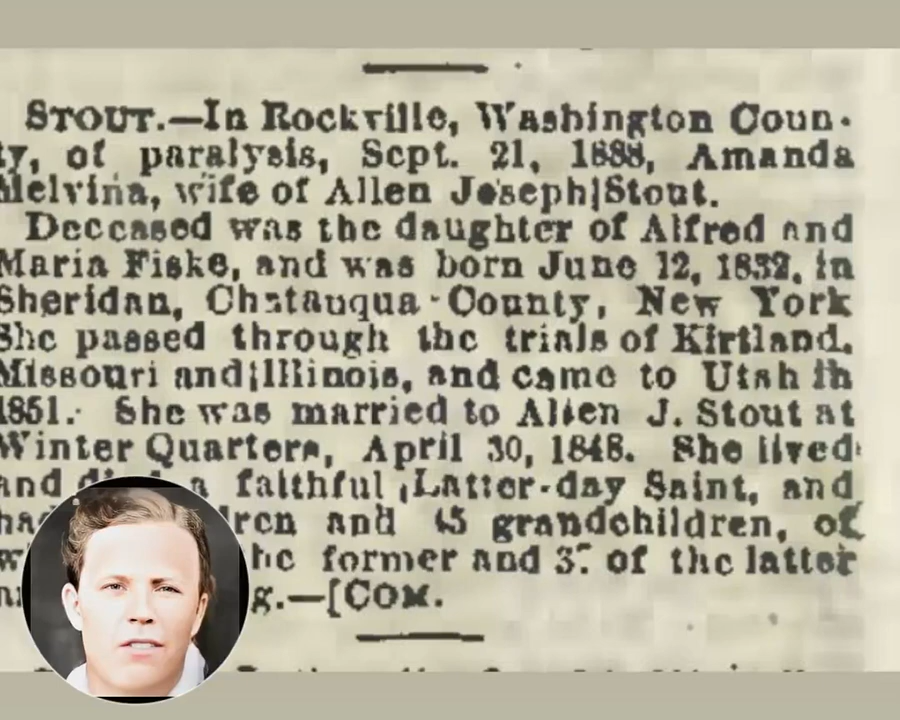 STOUT.—In Rockville, Washington Coun-
ty, of paralysis, Sept. 21, 1888, Amanda
Melvina, wife of Allen Joseph Stout.
Deceased was the daughter of Alfred and
Maria Fiske, and was born June 12, 1832, in
Sheridan, Chatauqua County, New York
She passed through the trials of Kirtland,
Missouri and Illinois, and came to Utah in
1851. She was married to Allen J. Stout at
Winter Quarters, April 30, 1848. She lived
and a faithful Latter-day Saint, and
and 45 grandchildren, of
former and of the latter
—[COM.